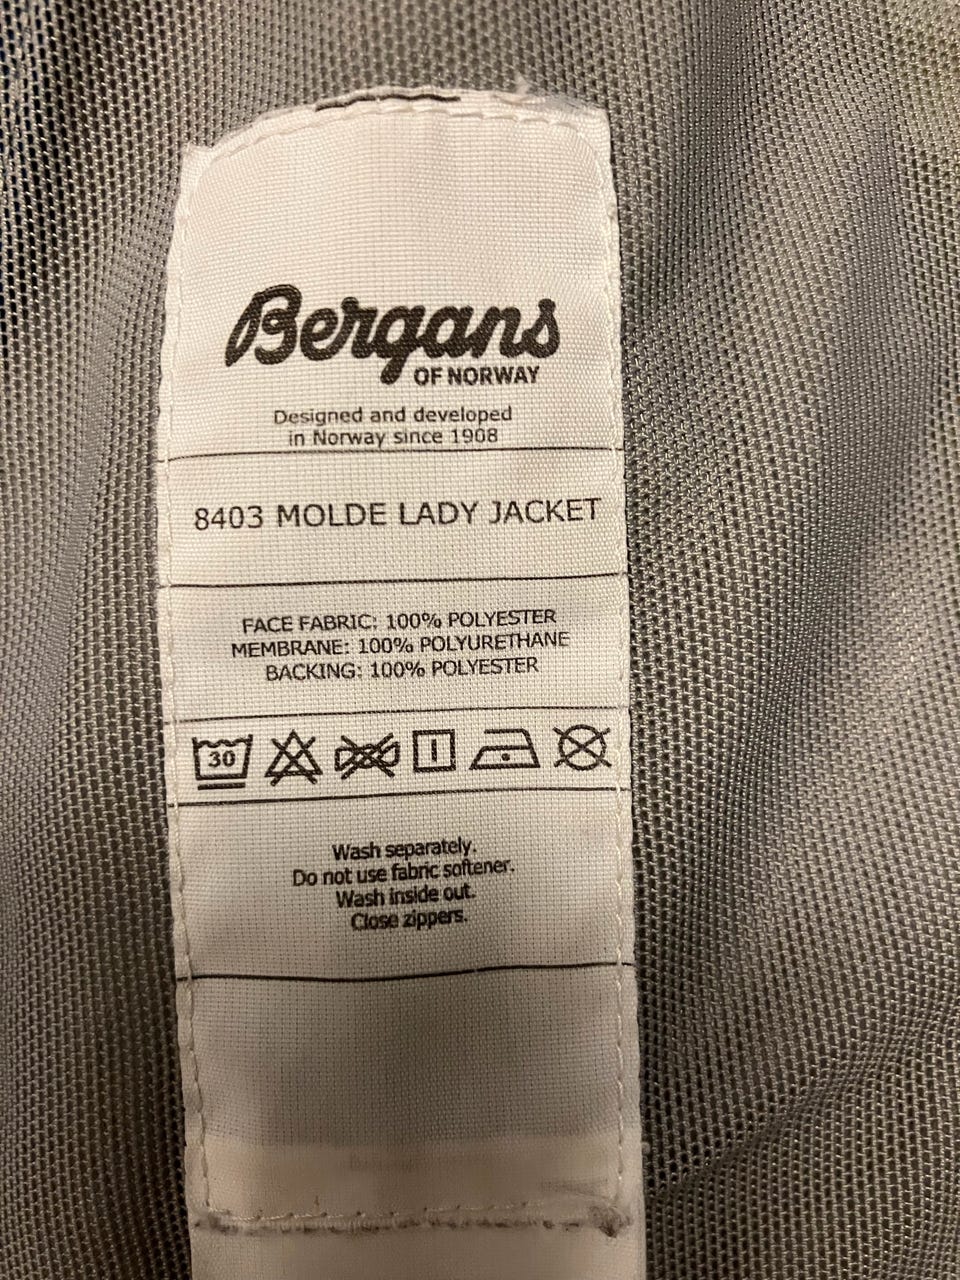 Bergans
OF NORWAY
Designed and developed
in Norway since 1908
8403 MOLDE LADY JACKET
FACE FABRIC: 100% POLYESTER
MEMBRANE: 100% POLYURETHANE
BACKING: 100% POLYESTER
30
Wash separately.
Do not use fabric softener.
Wash inside out.
Close zippers.